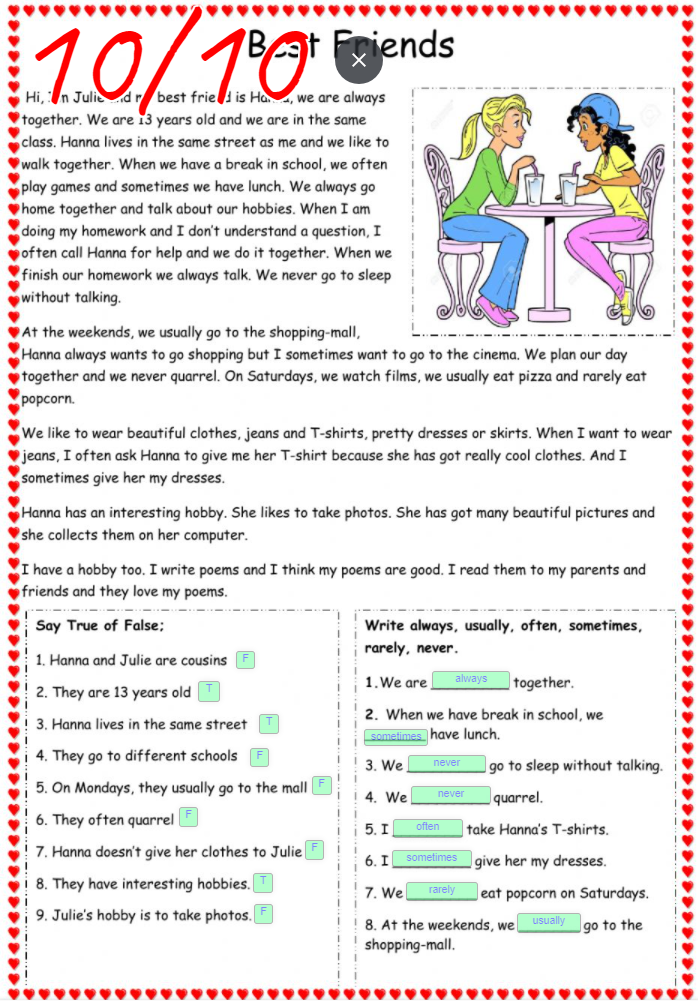 10/10
Best Friends
Hi, I'm Julie and my best friend is Hanna, we are always
together. We are 13 years old and we are in the same
class. Hanna lives in the same street as me and we like to
walk together. When we have a break in school, we often
play games and sometimes we have lunch. We always go
home together and talk about our hobbies. When I am
doing my homework and I don't understand a question, I
often call Hanna for help and we do it together. When we
finish our homework we always talk. We never go to sleep
without talking.
At the weekends, we usually go to the shopping-mall,
Hanna always wants to go shopping but I sometimes want to go to the cinema. We plan our day
together and we never quarrel. On Saturdays, we watch films, we usually eat pizza and rarely eat
popcorn.
We like to wear beautiful clothes, jeans and T-shirts, pretty dresses or skirts. When I want to wear
jeans, I often ask Hanna to give me her T-shirt because she has got really cool clothes. And I
sometimes give her my dresses.
Hanna has an interesting hobby. She likes to take photos. She has got many beautiful pictures and
she collects them on her computer.
I have a hobby too. I write poems and I think my poems are good. I read them to my parents and
friends and they love my poems.
Say True of False;
1. Hanna and Julie are cousins F
2. They are 13 years old T
3. Hanna lives in the same street T
4. They go to different schools F
5. On Mondays, they usually go to the mall F
6. They often quarrel F
7. Hanna doesn't give her clothes to Julie F
8. They have interesting hobbies. T
9. Julie's hobby is to take photos. F
Write always, usually, often, sometimes,
rarely, never.
1. We are always together.
2. When we have break in school, we
sometimes have lunch.
3. We never go to sleep without talking.
4. We never quarrel.
5. I often take Hanna's T-shirts.
6. I sometimes give her my dresses.
7. We rarely eat popcorn on Saturdays.
8. At the weekends, we usually go to the
shopping-mall.